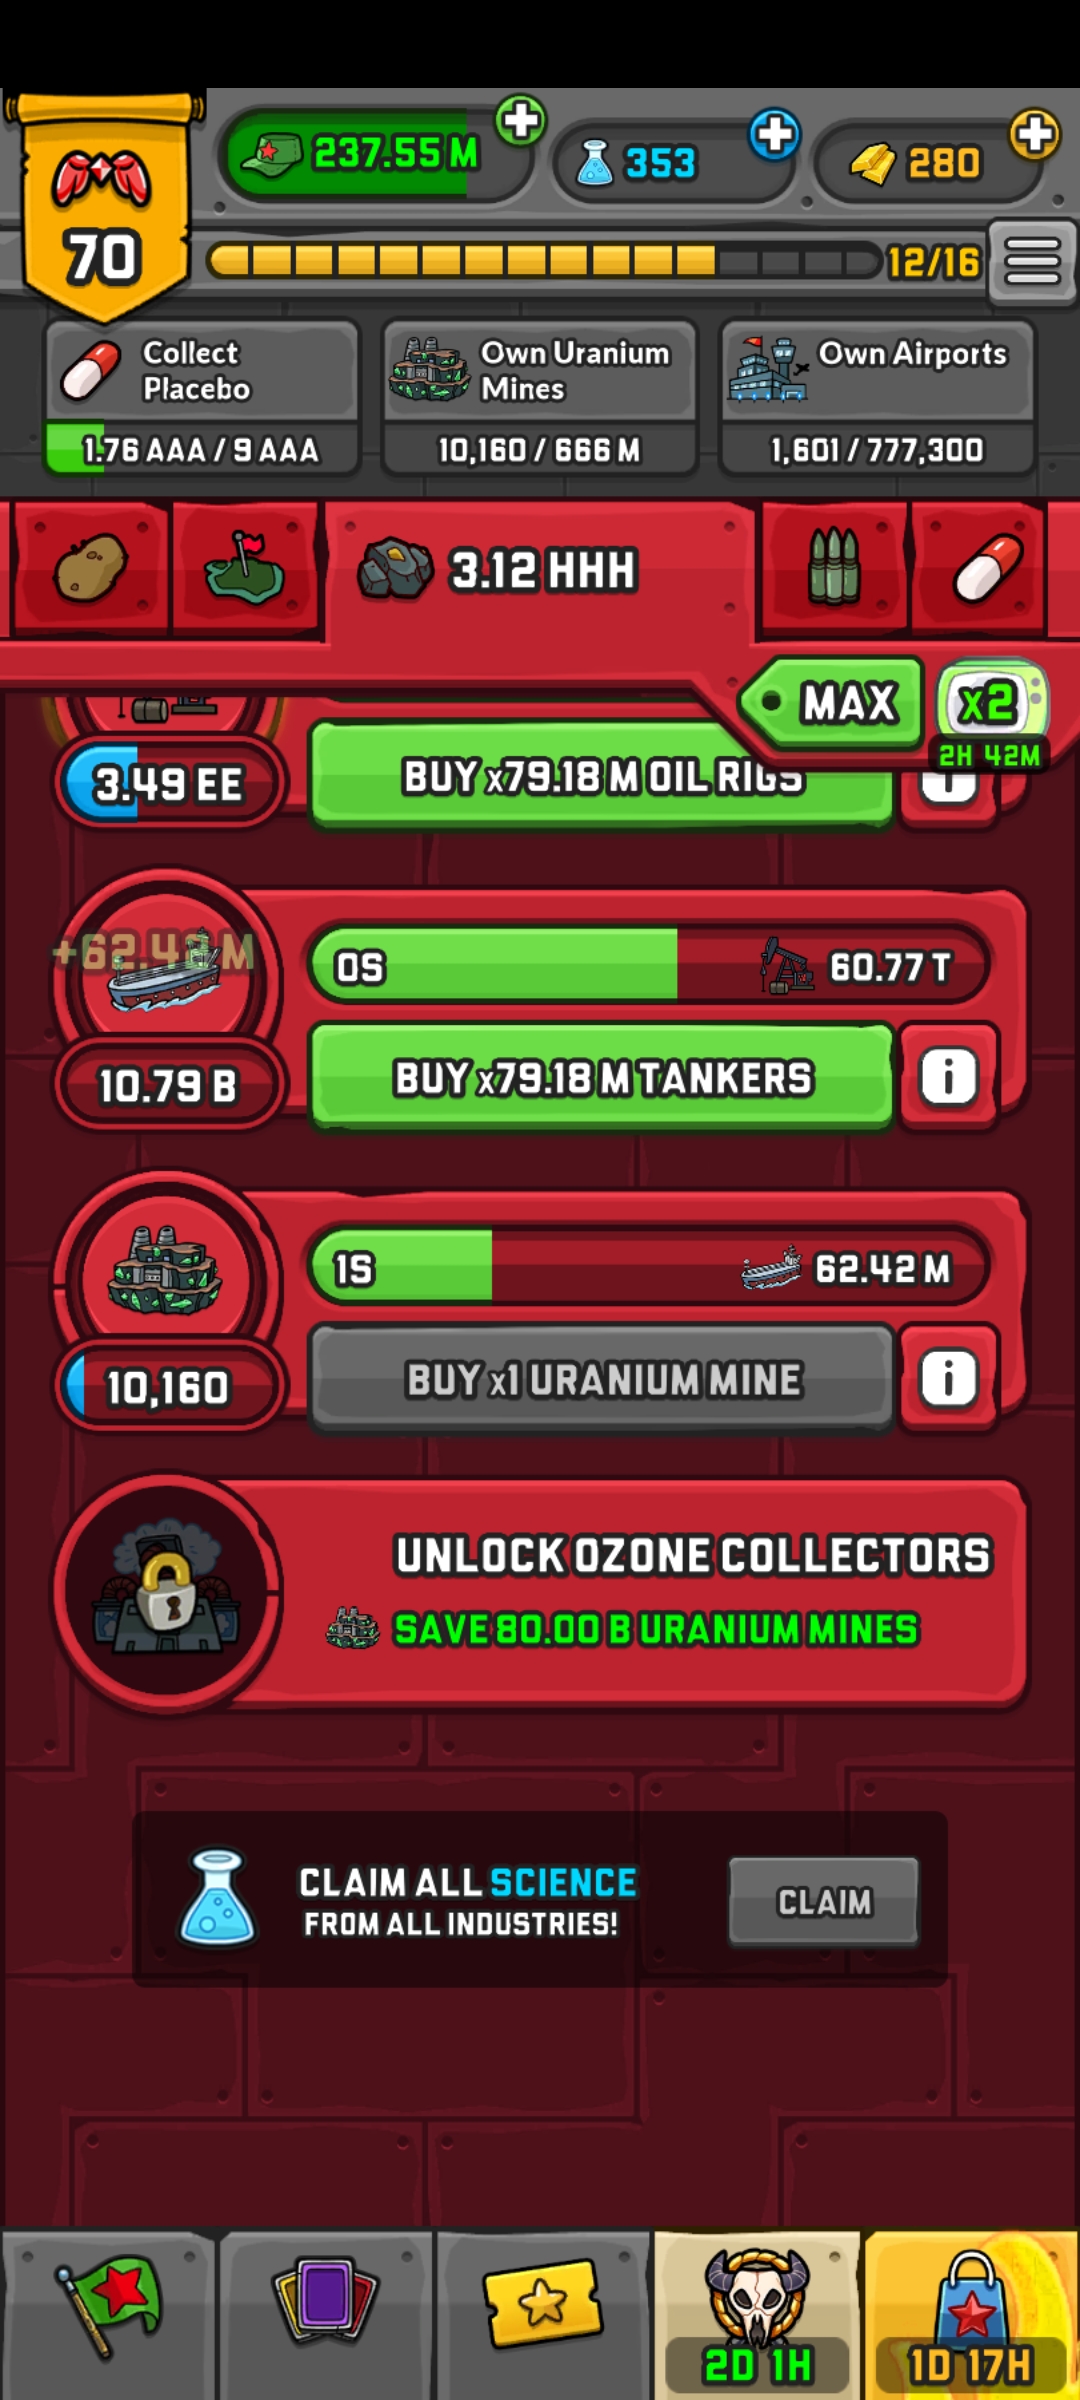 237.55 M
353
280
70
12/16
Collect
Placebo
Own Uranium
Mines
Own Airports
1.76 AAA / 9 AAA
10,160 / 666 M
1,601 / 777,300
3.12 HHH
MAX
x2
2H 42M
3.49 EE
BUY x79.18 M OIL RIGS
+62.42 M
0S
60.77 T
10.79 B
BUY x79.18 M TANKERS
i
1S
62.42 M
10,160
BUY x1 URANIUM MINE
i
UNLOCK OZONE COLLECTORS
SAVE 80.00 B URANIUM MINES
CLAIM ALL SCIENCE
FROM ALL INDUSTRIES!
CLAIM
2D 1H
1D 17H